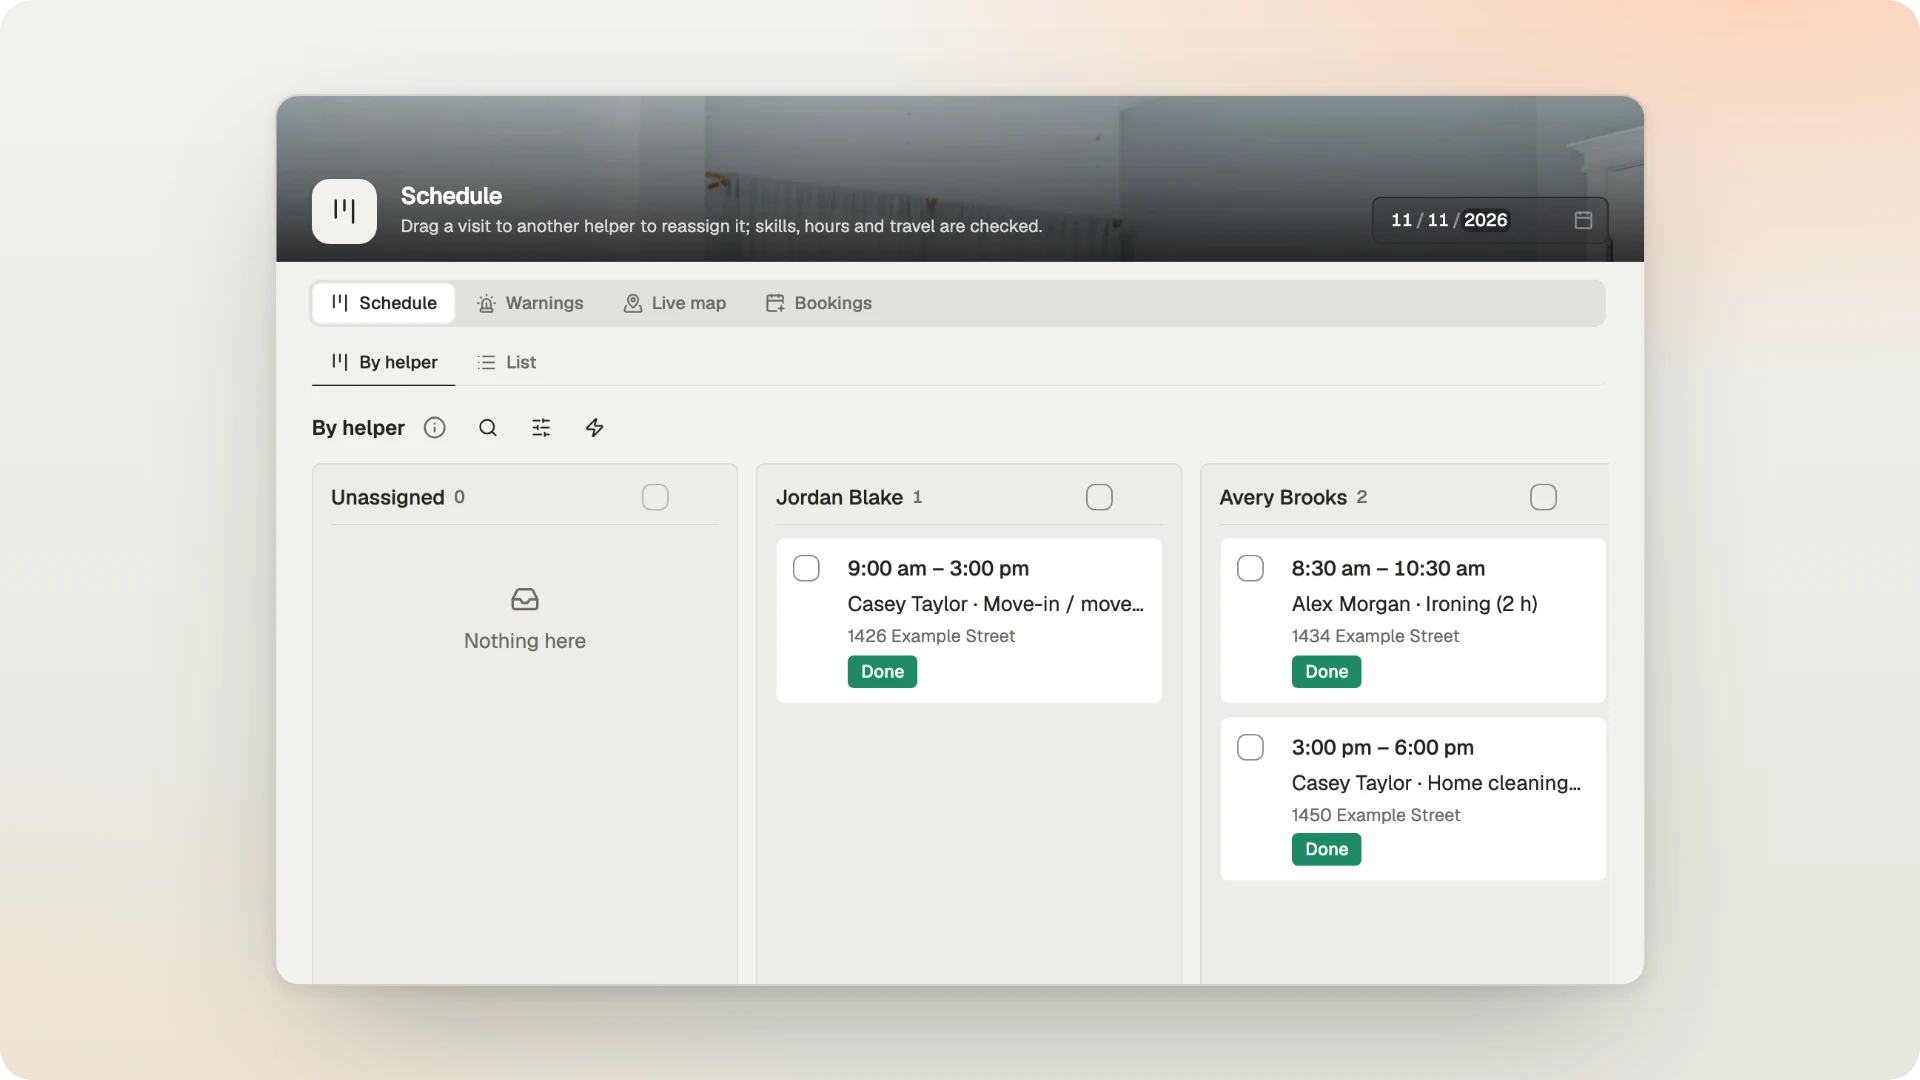 Schedule
Drag a visit to another helper to reassign it; skills, hours and travel are checked.
11/11/2026
Schedule
Warnings
Live map
Bookings
By helper
List
By helper
Unassigned 0
Nothing here
Jordan Blake 1
9:00 am – 3:00 pm
Casey Taylor · Move-in / move...
1426 Example Street
Done
Avery Brooks 2
8:30 am – 10:30 am
Alex Morgan · Ironing (2 h)
1434 Example Street
Done
3:00 pm – 6:00 pm
Casey Taylor · Home cleaning...
1450 Example Street
Done